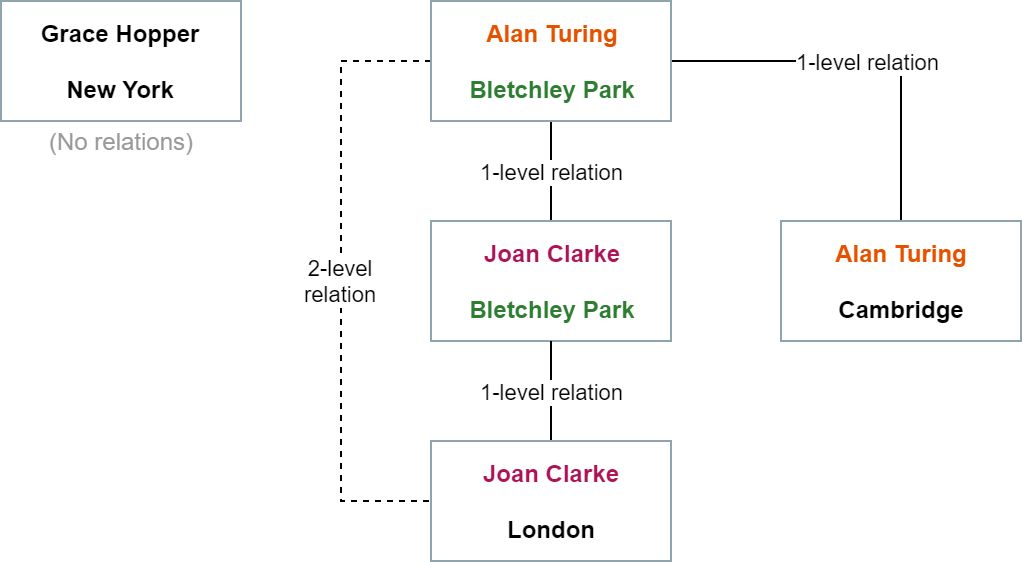 Grace Hopper
New York
(No relations)
Alan Turing
Bletchley Park
1-level relation
1-level relation
2-level
relation
Joan Clarke
Bletchley Park
Alan Turing
Cambridge
1-level relation
Joan Clarke
London